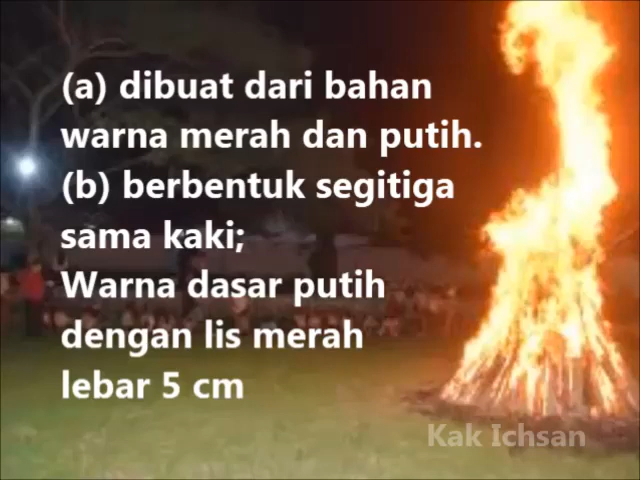 (a) dibuat dari bahan
warna merah dan putih.
(b) berbentuk segitiga
sama kaki;
Warna dasar putih
dengan lis merah
lebar 5 cm
Kak Ichsan